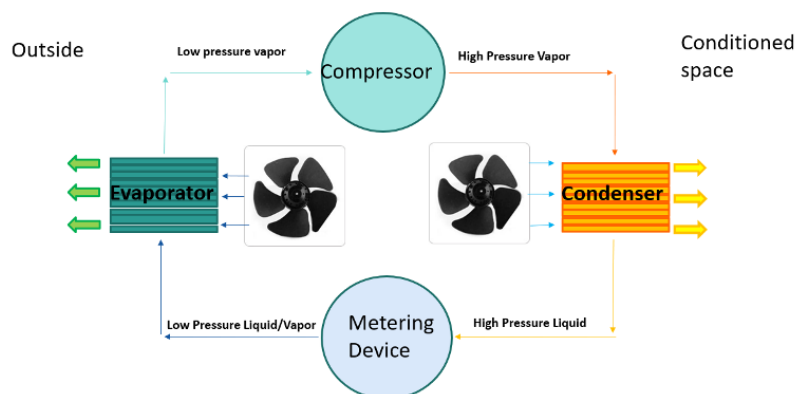 Outside
Low pressure vapor
Compressor
High Pressure Vapor
Conditioned
space
Evaporator
Condenser
Low Pressure Liquid/Vapor
Metering
Device
High Pressure Liquid